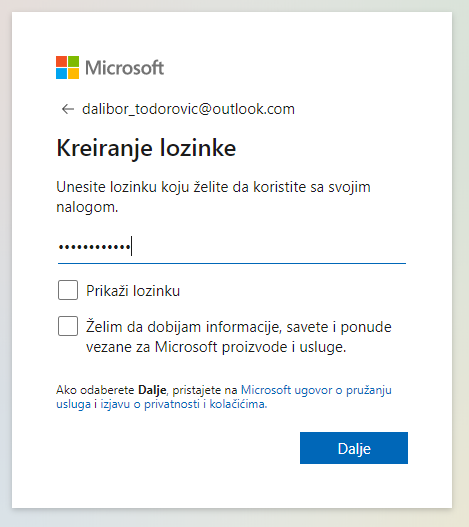 Microsoft
← dalibor_todorovic@outlook.com
Kreiranje lozinke
Unesite lozinku koju želite da koristite sa svojim
nalogom.
••••••••••••
Prikaži lozinku
Želim da dobijam informacije, savete i ponude
vezane za Microsoft proizvode i usluge.
Ako odaberete Dalje, pristajete na Microsoft ugovor o pružanju
usluga i izjavu o privatnosti i kolačićima.
Dalje